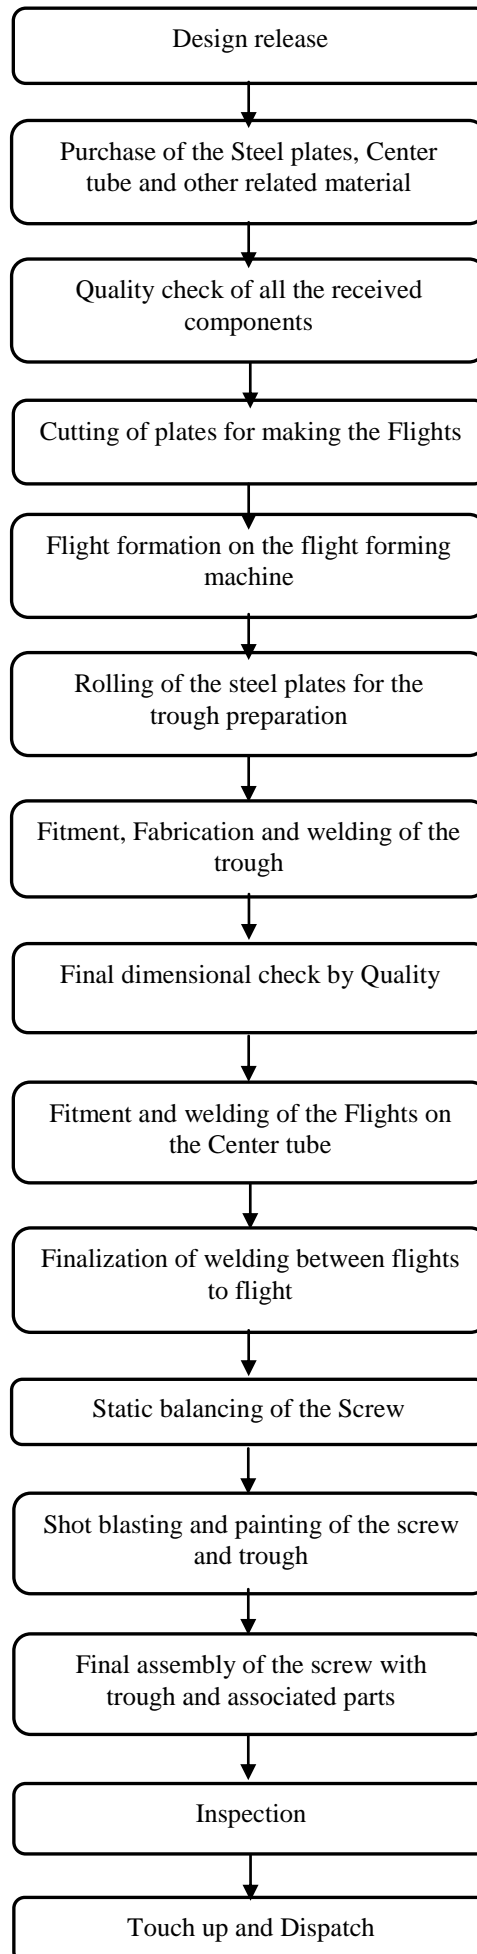 Design release
Purchase of the Steel plates, Center
tube and other related material
Quality check of all the received
components
Cutting of plates for making the Flights
Flight formation on the flight forming
machine
Rolling of the steel plates for the
trough preparation
Fitment, Fabrication and welding of the
trough
Final dimensional check by Quality
Fitment and welding of the Flights on
the Center tube
Finalization of welding between flights
to flight
Static balancing of the Screw
Shot blasting and painting of the screw
and trough
Final assembly of the screw with
trough and associated parts
Inspection
Touch up and Dispatch